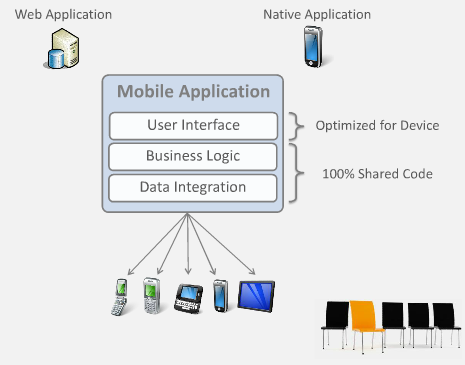 Web Application
Native Application
Mobile Application
User Interface
Optimized for Device
Business Logic
100% Shared Code
Data Integration